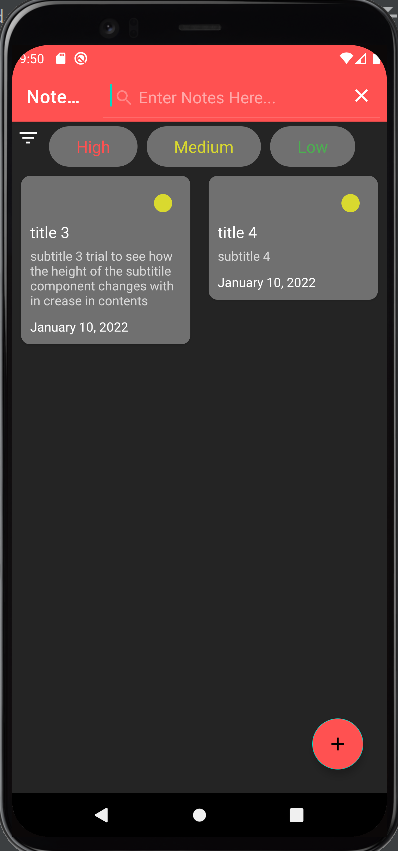 9:50
Note... Enter Notes Here...
High Medium Low
title 3
subtitle 3 trial to see how
the height of the subtitile
component changes with
in crease in contents
January 10, 2022
title 4
subtitle 4
January 10, 2022